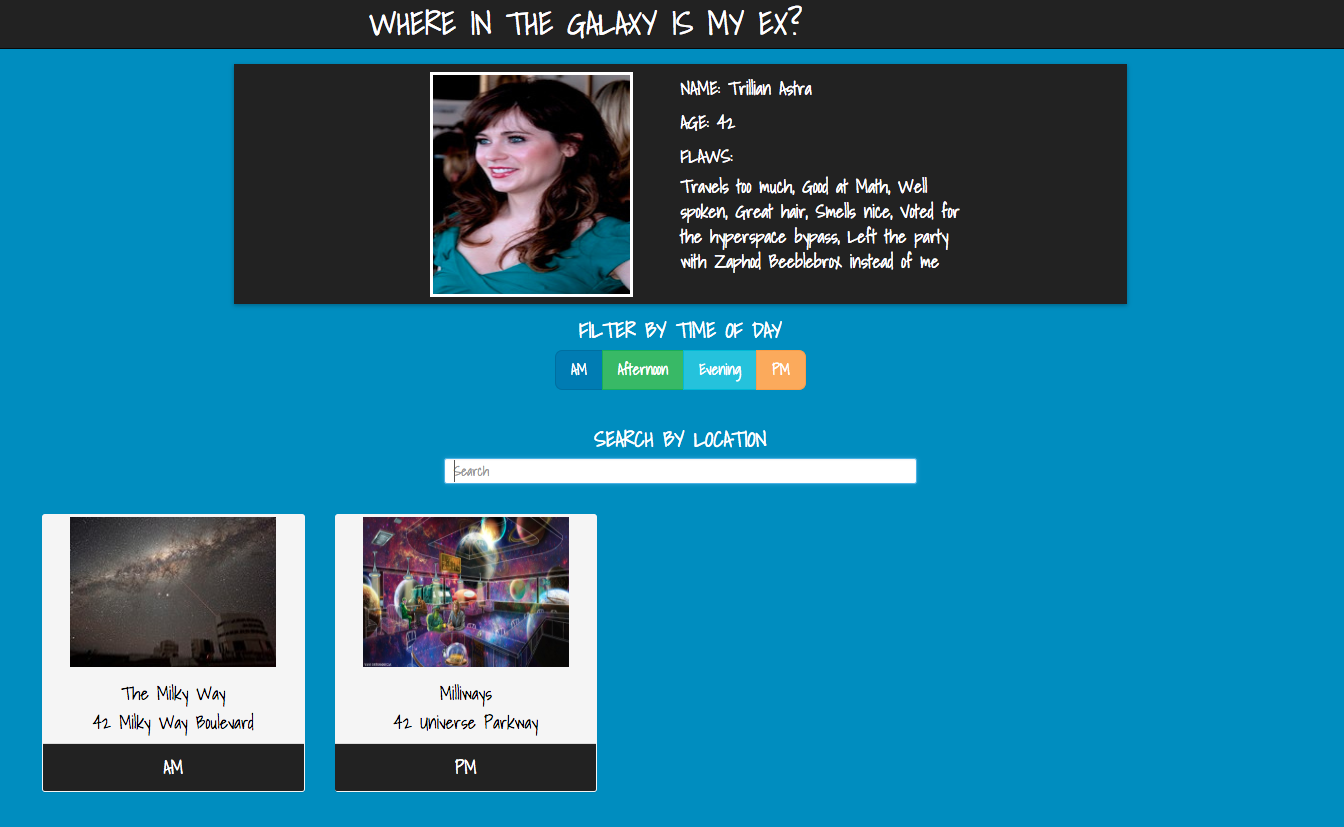 WHERE IN THE GALAXY IS MY EX?
NAME: Trillian Astra
AGE: 42
FLAWS:
Travels too much, Good at Math, Well
spoken, Great hair, Smells nice, Voted for
the hyperspace bypass, Left the party
with Zaphod Beeblebrox instead of me
FILTER BY TIME OF DAY
AM Afternoon Evening PM
SEARCH BY LOCATION
Search
The Milky Way
42 Milky Way Boulevard
AM
Milliways
42 Universe Parkway
PM